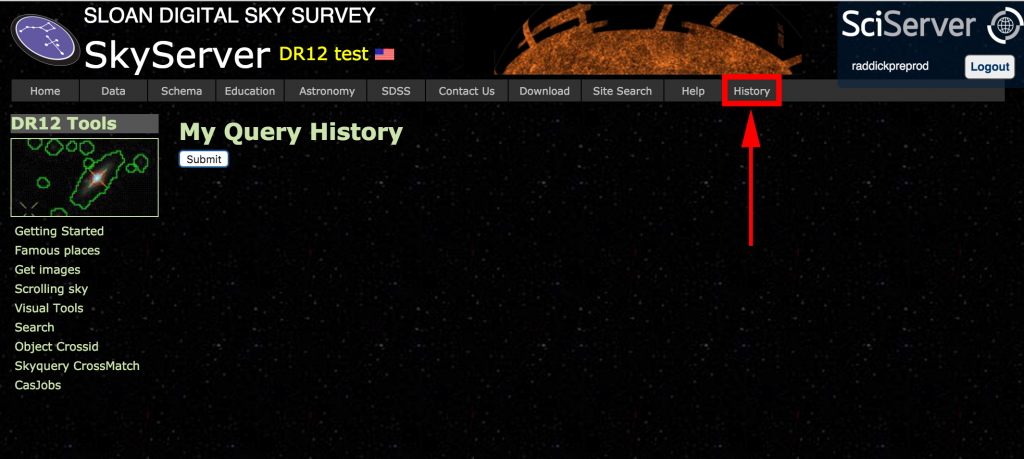 SLOAN DIGITAL SKY SURVEY
SkyServer DR12 test
SciServer
raddickpreprod Logout
Home Data Schema Education Astronomy SDSS Contact Us Download Site Search Help History
DR12 Tools
My Query History
Submit
Getting Started
Famous places
Get images
Scrolling sky
Visual Tools
Search
Object Crossid
Skyquery CrossMatch
CasJobs